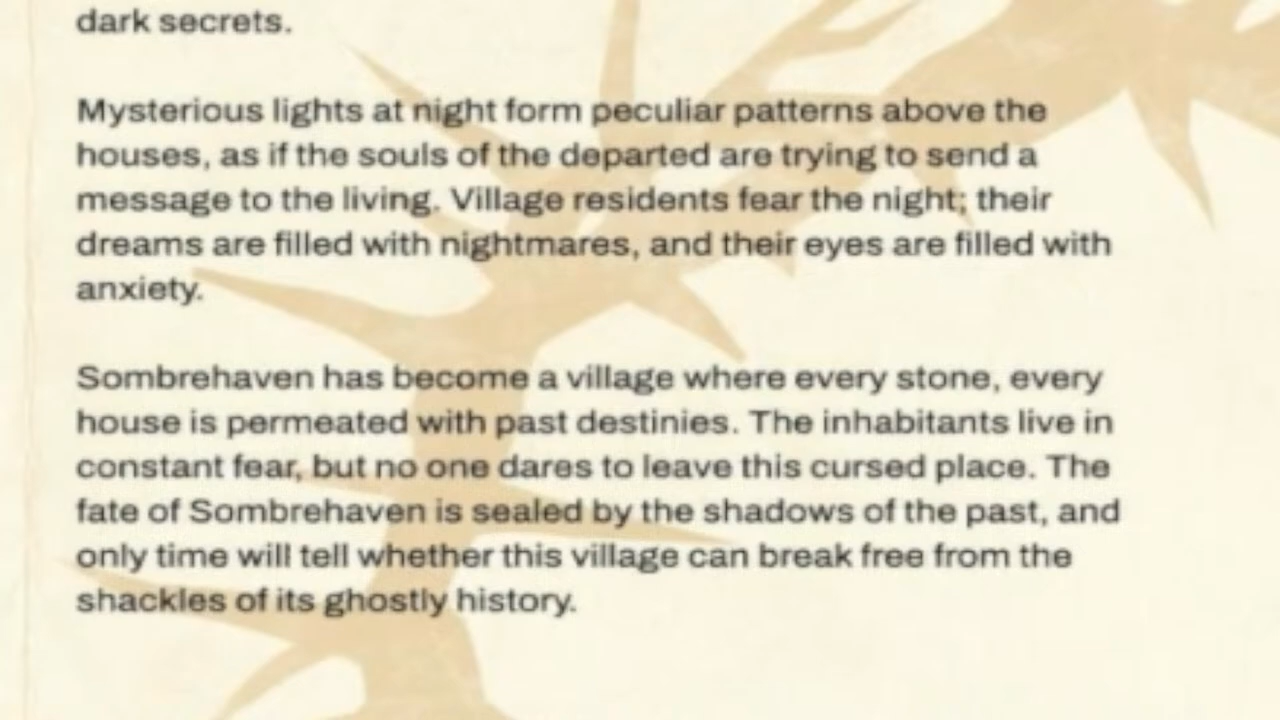 dark secrets.
Mysterious lights at night form peculiar patterns above the
houses, as if the souls of the departed are trying to send a
message to the living. Village residents fear the night; their
dreams are filled with nightmares, and their eyes are filled with
anxiety.
Sombrehaven has become a village where every stone, every
house is permeated with past destinies. The inhabitants live in
constant fear, but no one dares to leave this cursed place. The
fate of Sombrehaven is sealed by the shadows of the past, and
only time will tell whether this village can break free from the
shackles of its ghostly history.